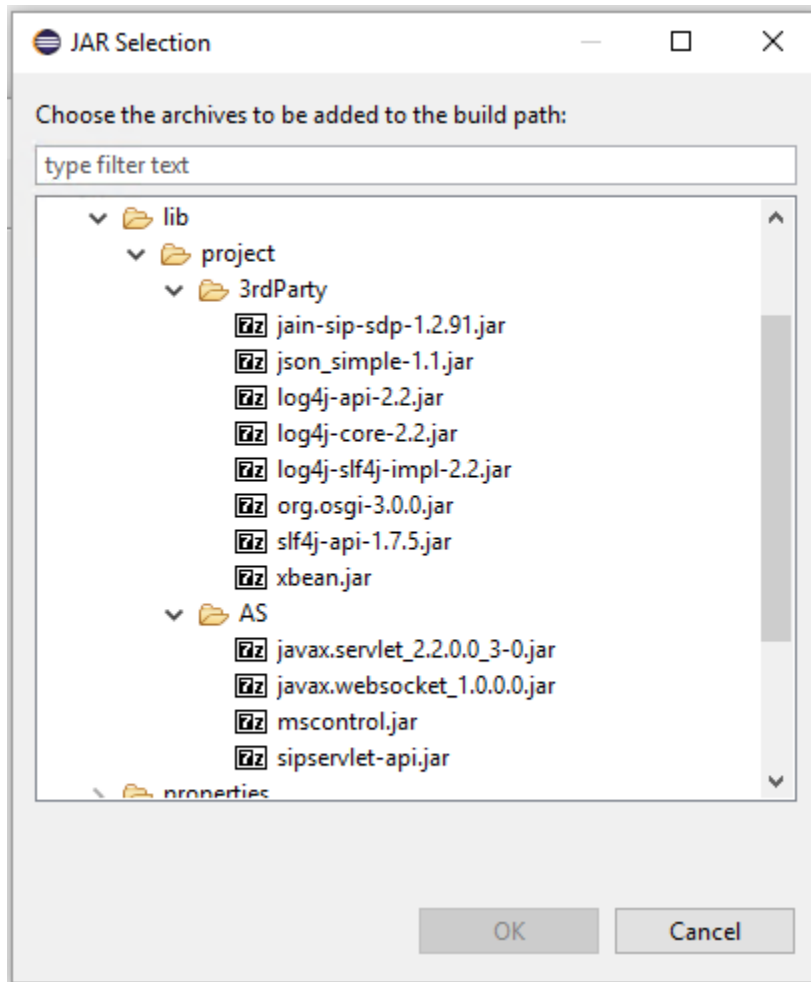 JAR Selection
Choose the archives to be added to the build path:
type filter text
lib
project
3rdParty
jain-sip-sdp-1.2.91.jar
json_simple-1.1.jar
log4j-api-2.2.jar
log4j-core-2.2.jar
log4j-slf4j-impl-2.2.jar
org.osgi-3.0.0.jar
slf4j-api-1.7.5.jar
xbean.jar
AS
javax.servlet_2.2.0.0_3-0.jar
javax.websocket_1.0.0.0.jar
mscontrol.jar
sipservlet-api.jar
properties
OK Cancel